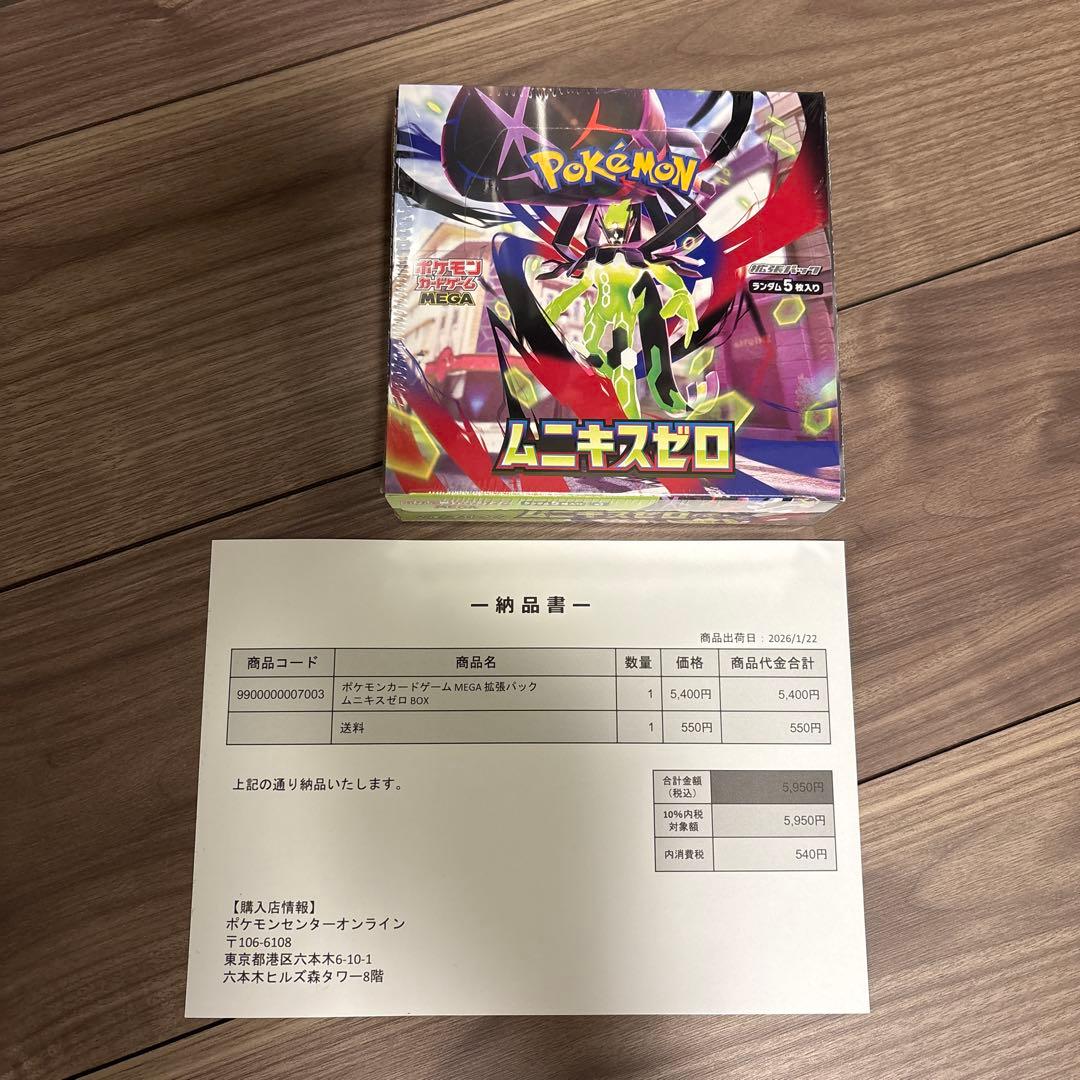 POKÉMON
ポケモン
カードゲーム
MEGA
拡張パック
ランダム5枚入り
ムニキスゼロ
ー納品書ー
商品出荷日：2026/1/22
商品コード 商品名 数量 価格 商品代金合計
9900000007003 ポケモンカードゲーム MEGA 拡張パック
ムニキスゼロ BOX 1 5,400円 5,400円
送料 1 550円 550円
上記の通り納品いたします。
合計金額
（税込） 5,950円
10%内税
対象額 5,950円
内消費税 540円
【購入店情報】
ポケモンセンターオンライン
〒106-6108
東京都港区六本木6-10-1
六本木ヒルズ森タワー8階